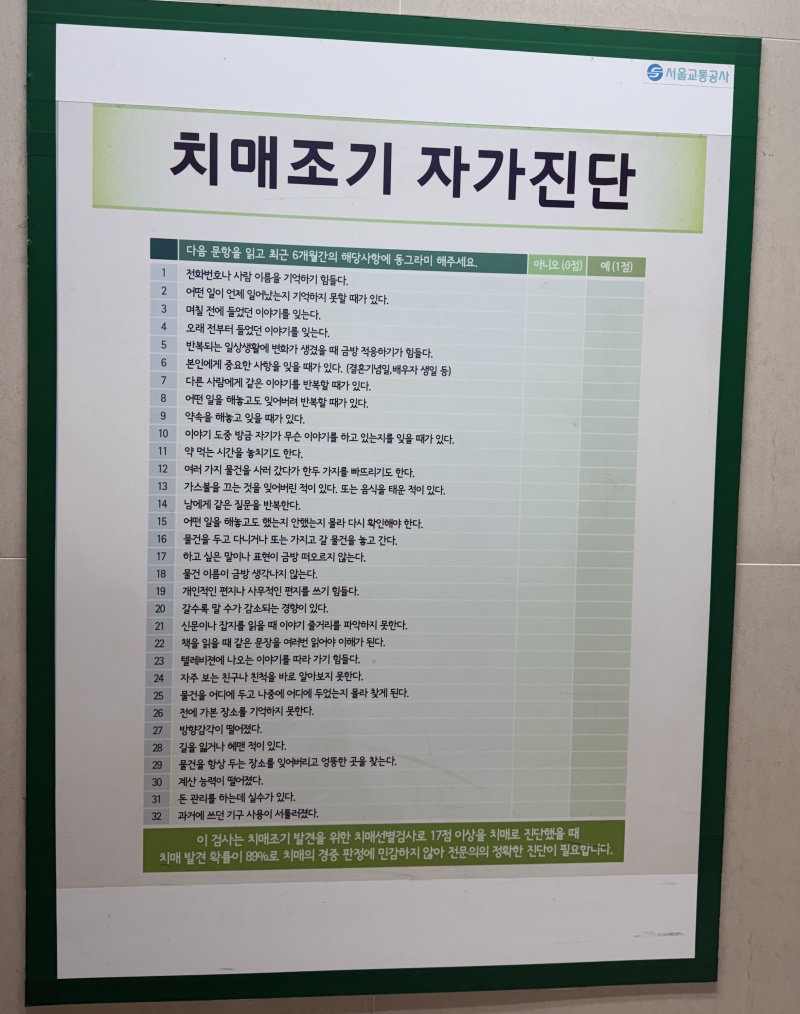 서울교통공사
치매조기 자가진단
다음 문항을 읽고 최근 6개월간의 해당사항에 동그라미 해주세요. 아니오 (0점) 예 (1점)
1 전화번호나 사람 이름을 기억하기 힘들다.
2 어떤 일이 언제 일어났는지 기억하지 못할 때가 있다.
3 며칠 전에 들었던 이야기를 잊는다.
4 오래 전부터 들었던 이야기를 잊는다.
5 반복되는 일상생활에 변화가 생겼을 때 금방 적응하기가 힘들다.
6 본인에게 중요한 사항을 잊을 때가 있다. (결혼기념일,배우자 생일 등)
7 다른 사람에게 같은 이야기를 반복할 때가 있다.
8 어떤 일을 해놓고도 잊어버려 반복할 때가 있다.
9 약속을 해놓고 잊을 때가 있다.
10 이야기 도중 방금 자기가 무슨 이야기를 하고 있는지를 잊을 때가 있다.
11 약 먹는 시간을 놓치기도 한다.
12 여러 가지 물건을 사러 갔다가 한두 가지를 빠뜨리기도 한다.
13 가스불을 끄는 것을 잊어버린 적이 있다. 또는 음식을 태운 적이 있다.
14 남에게 같은 질문을 반복한다.
15 어떤 일을 해놓고도 했는지 안했는지 몰라 다시 확인해야 한다.
16 물건을 두고 다니거나 또는 가지고 갈 물건을 놓고 간다.
17 하고 싶은 말이나 표현이 금방 떠오르지 않는다.
18 물건 이름이 금방 생각나지 않는다.
19 개인적인 편지나 사무적인 편지를 쓰기 힘들다.
20 갈수록 말 수가 감소되는 경향이 있다.
21 신문이나 잡지를 읽을 때 이야기 줄거리를 파악하지 못한다.
22 책을 읽을 때 같은 문장을 여러번 읽어야 이해가 된다.
23 텔레비젼에 나오는 이야기를 따라 가기 힘들다.
24 자주 보는 친구나 친척을 바로 알아보지 못한다.
25 물건을 어디에 두고 나중에 어디에 두었는지 몰라 찾게 된다.
26 전에 가본 장소를 기억하지 못한다.
27 방향감각이 떨어졌다.
28 길을 잃거나 헤맨 적이 있다.
29 물건을 항상 두는 장소를 잊어버리고 엉뚱한 곳을 찾는다.
30 계산 능력이 떨어졌다.
31 돈 관리를 하는데 실수가 있다.
32 과거에 쓰던 기구 사용이 서툴러졌다.
이 검사는 치매조기 발견을 위한 치매선별검사로 17점 이상을 치매로 진단했을 때
치매 발견 확률이 89%로 치매의 경중 판정에 민감하지 않아 전문의의 정확한 진단이 필요합니다.